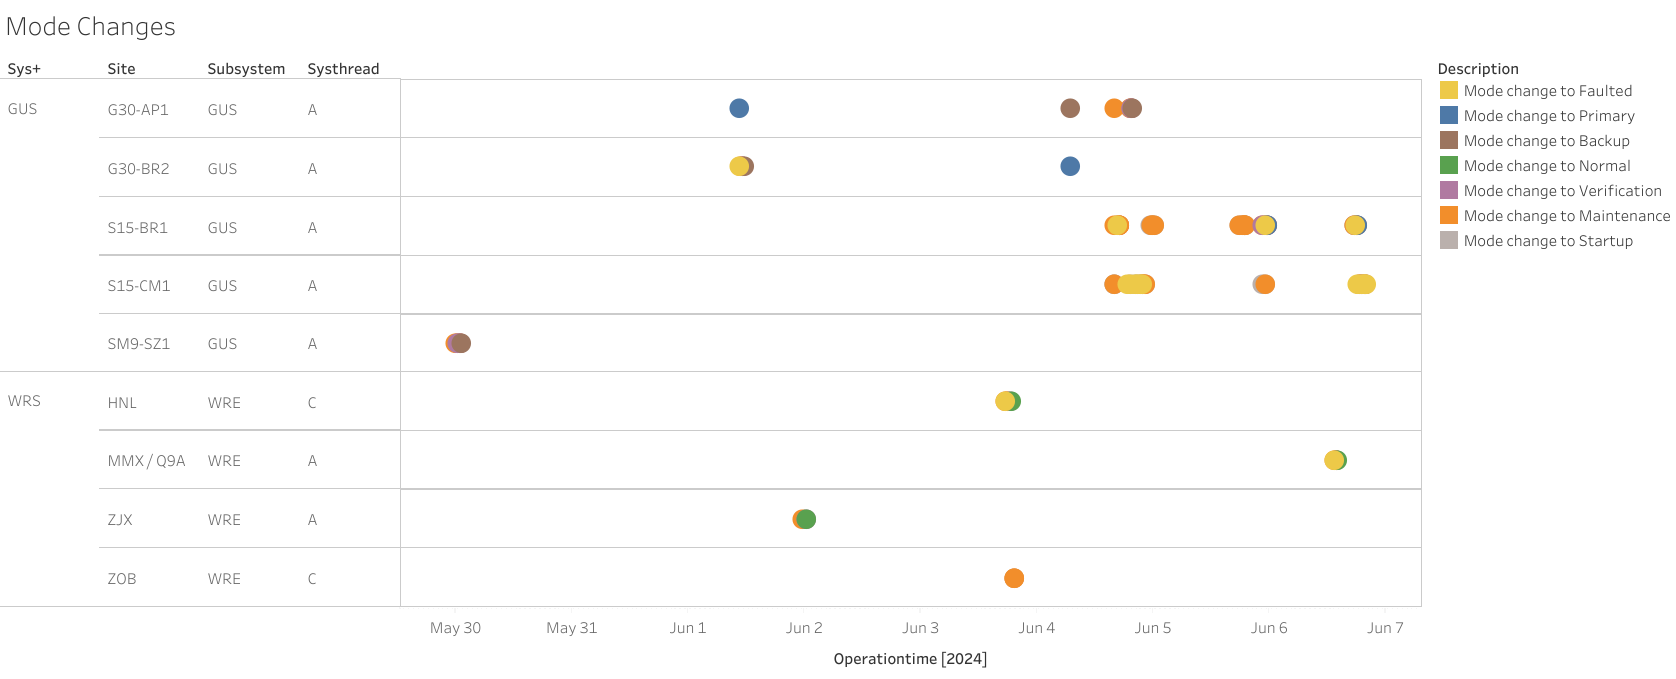 Mode Changes
Sys+ Site Subsystem Systhread
GUS G30-AP1 GUS A
G30-BR2 GUS A
S15-BR1 GUS A
S15-CM1 GUS A
SM9-SZ1 GUS A
WRS HNL WRE C
MMX / Q9A WRE A
ZJX WRE A
ZOB WRE C
May 30 May 31 Jun 1 Jun 2 Jun 3 Jun 4 Jun 5 Jun 6 Jun 7
Operationtime [2024]
Description
Mode change to Faulted
Mode change to Primary
Mode change to Backup
Mode change to Normal
Mode change to Verification
Mode change to Maintenance
Mode change to Startup